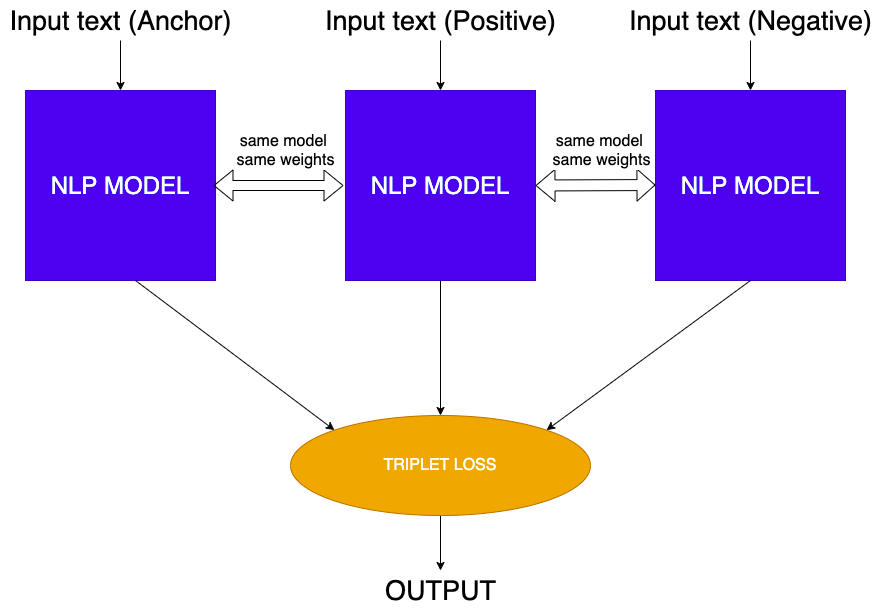 Input text (Anchor)
Input text (Positive)
Input text (Negative)
NLP MODEL
same model
same weights
NLP MODEL
same model
same weights
NLP MODEL
TRIPLET LOSS
OUTPUT